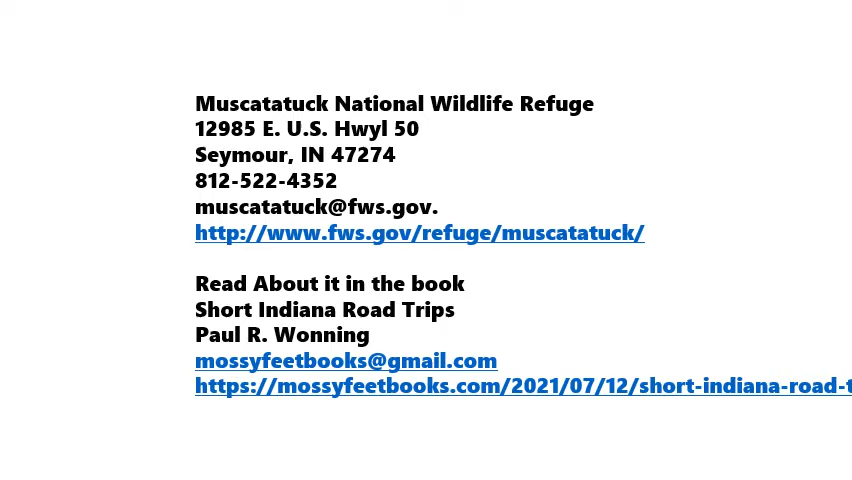 Muscatatuck National Wildlife Refuge
12985 E. U.S. Hwyl 50
Seymour, IN 47274
812-522-4352
muscatatuck@fws.gov.
http://www.fws.gov/refuge/muscatatuck/
Read About it in the book
Short Indiana Road Trips
Paul R. Wonning
mossyfeetbooks@gmail.com
https://mossyfeetbooks.com/2021/07/12/short-indiana-road-t